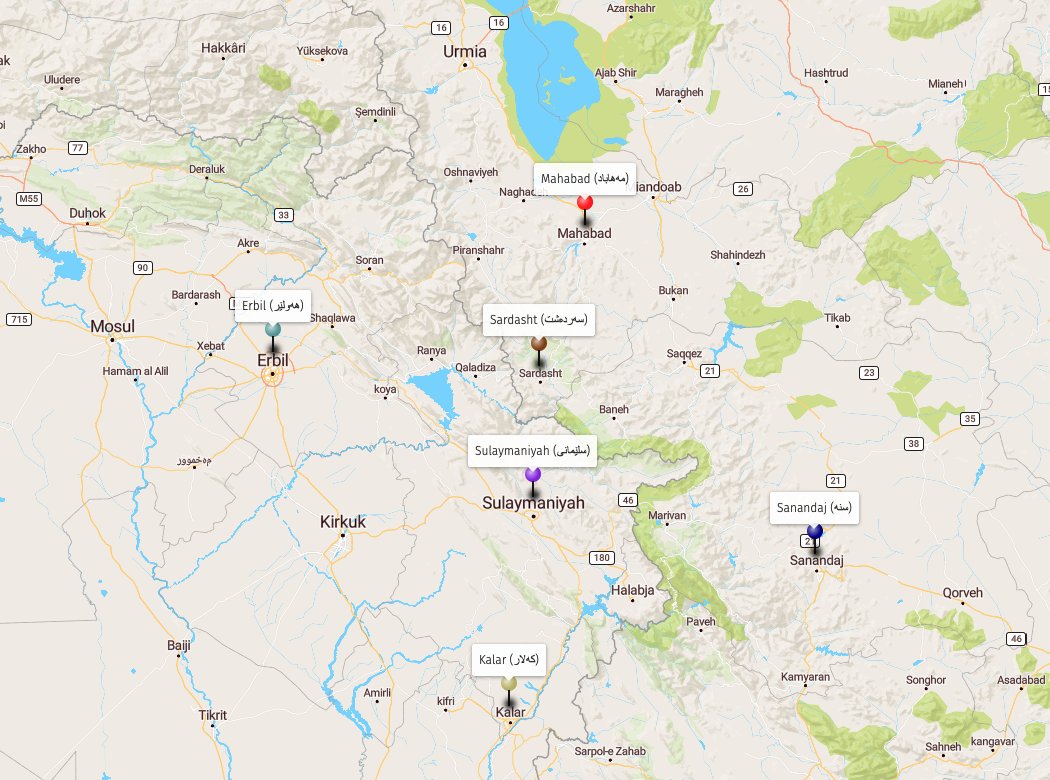 Azarshahr
16
16
Urmia
Hakkâri
Yüksekova
Uludere
Ajab Shir
Hashtrud
Mianeh
Maragheh
Şemdinli
Zakho
77
Deraluk
Oshnaviyeh
Mahabad (مەهاباد)
iandoab
26
Naghad
M55
Duhok
33
Mahabad
Akre
Piranshahr
Soran
Shahindezh
90
Bukan
Bardarash
Erbil (هەولێر)
Sardasht (سەردەشت)
715
Mosul
Shaqlawa
Tikab
Xebat
Erbil
Ranya
Qaladiza
Saqqez
21
23
Hamam al Alil
Sardasht
koya
Baneh
35
38
Sulaymaniyah (سلێمانی)
مەخموور
21
Sulaymaniyah
46
Sanandaj (سنە)
Kirkuk
Marivan
21
180
Sanandaj
Halabja
Qorveh
Paveh
46
Baiji
Kalar (کەلار)
Kamyaran
Songhor
Asadabad
Amirli
kifri
Kalar
Tikrit
Sarpol-e Zahab
Sahneh
kangavar